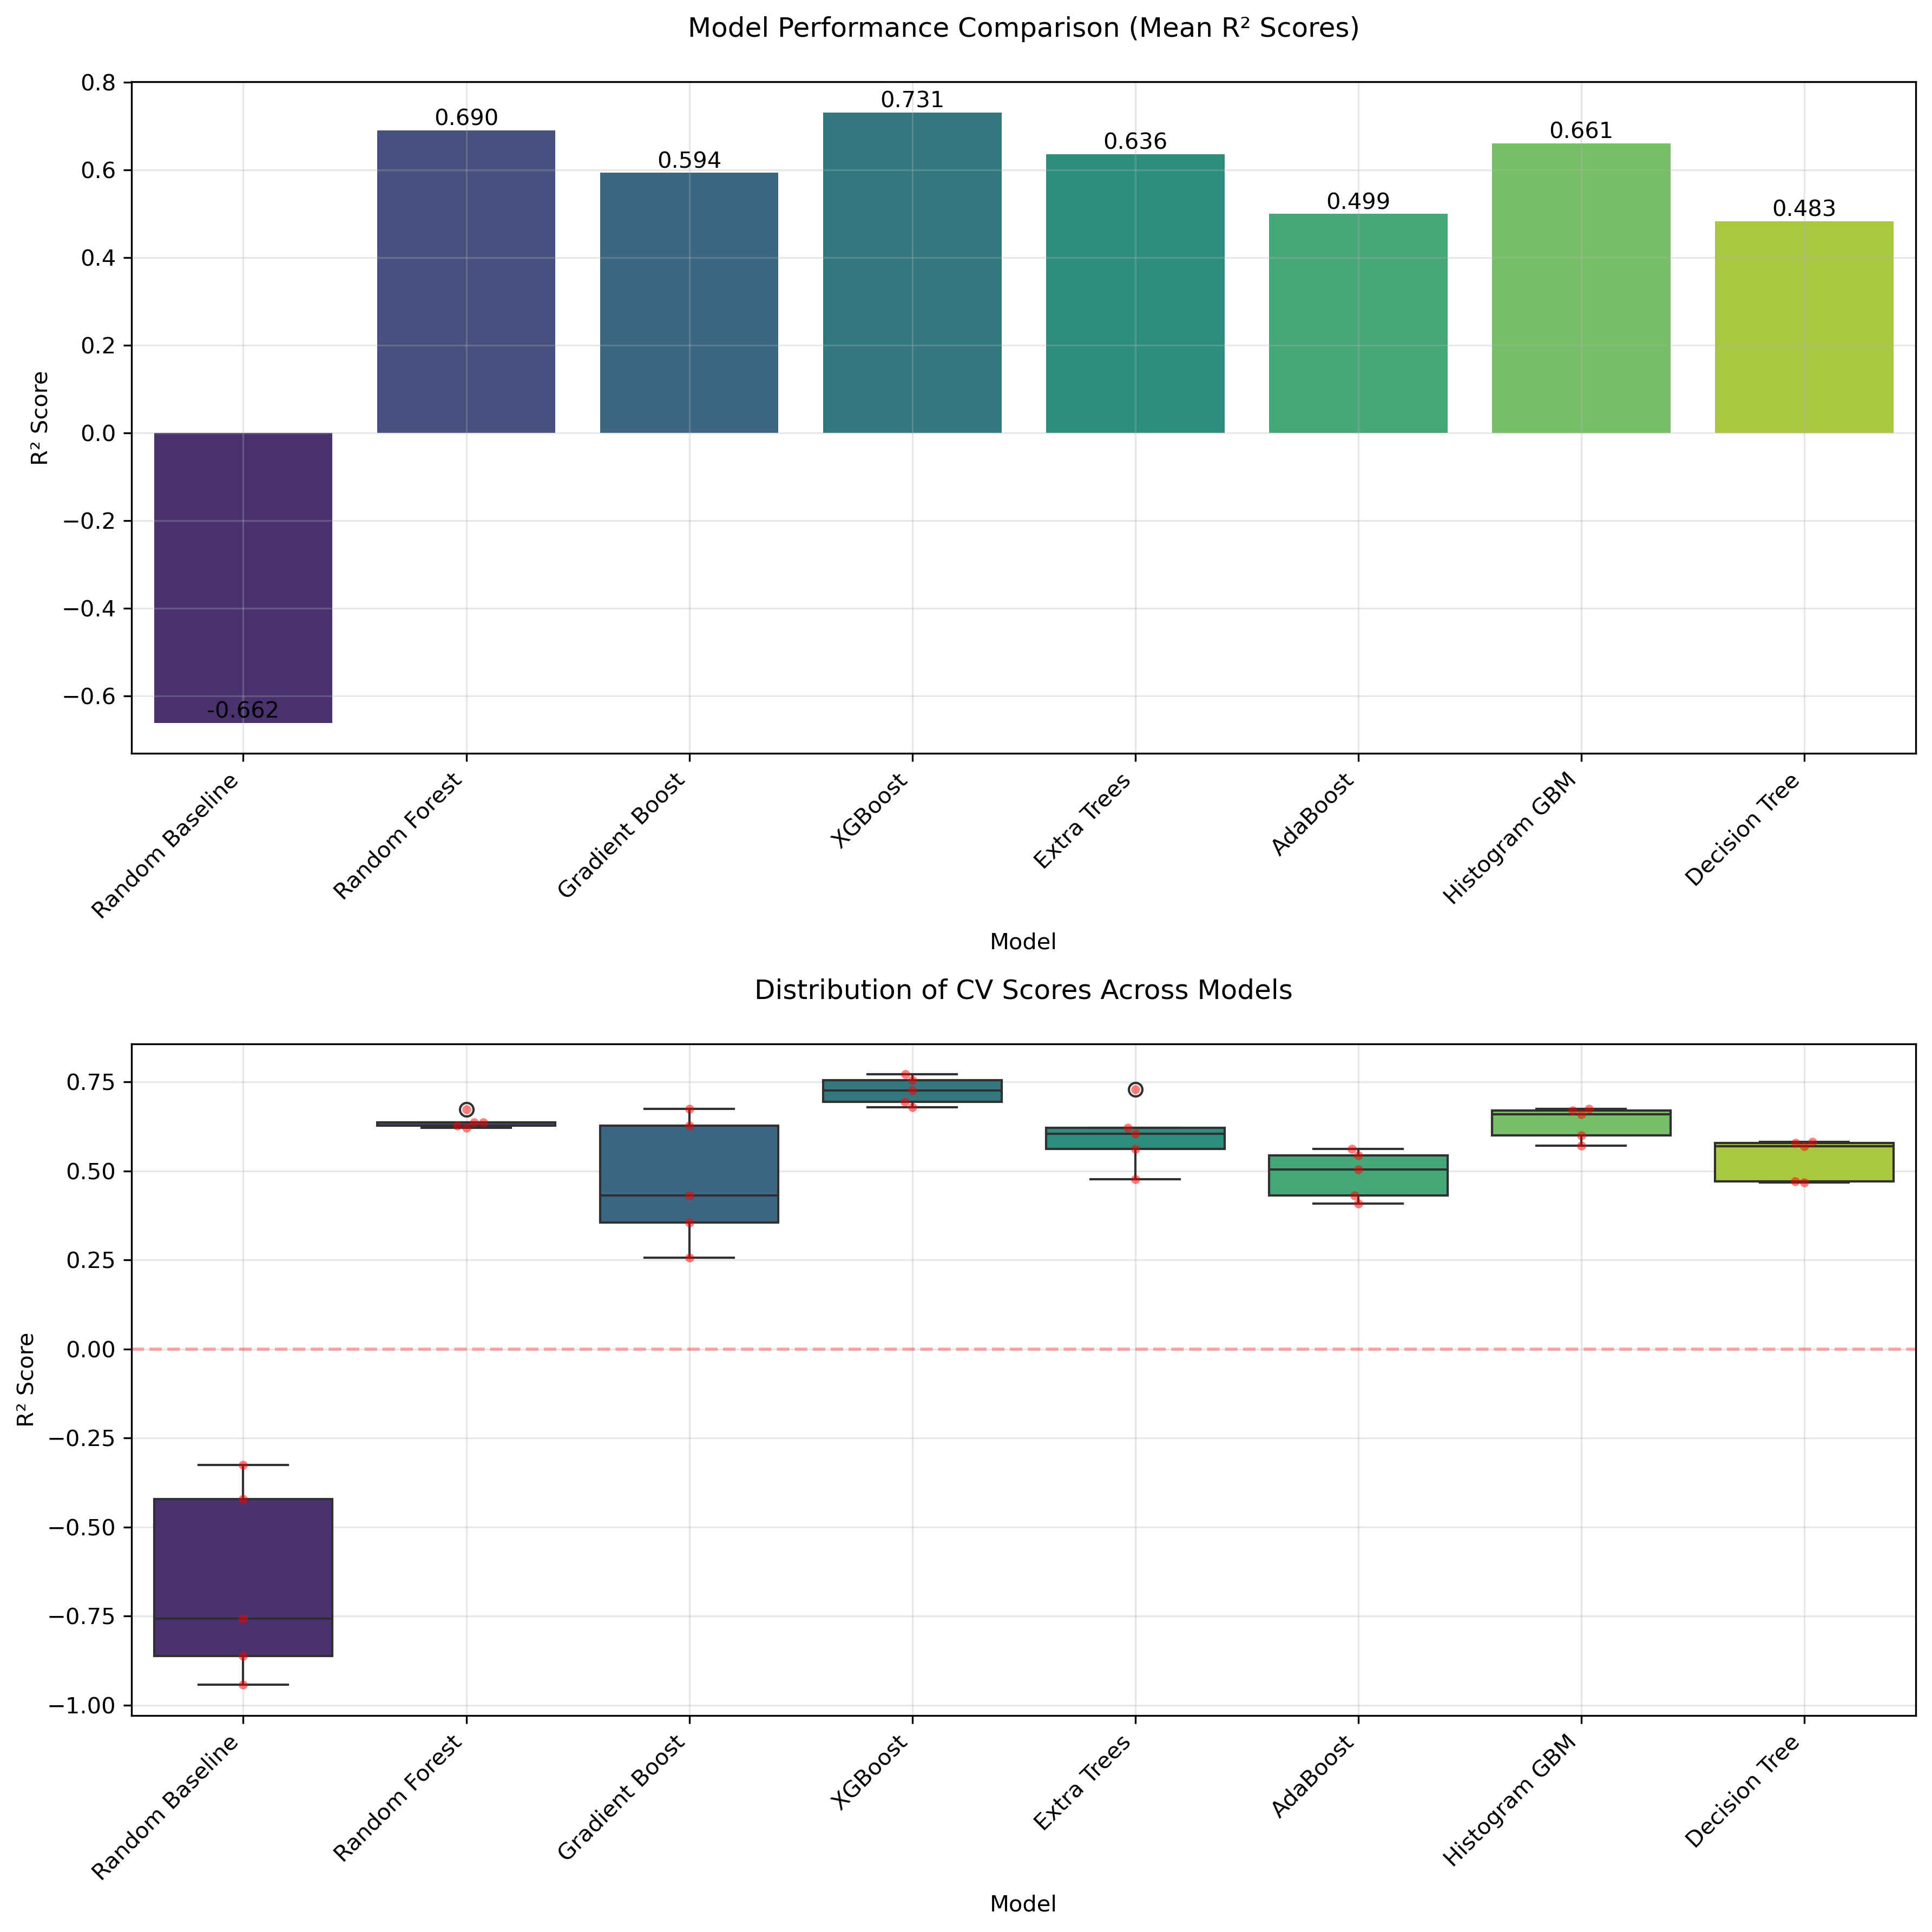 Model Performance Comparison (Mean R² Scores)
0.8
0.6
0.4
0.2
0.0
−0.2
−0.4
−0.6
R² Score
-0.662
0.690
0.594
0.731
0.636
0.499
0.661
0.483
Random Baseline
Random Forest
Gradient Boost
XGBoost
Extra Trees
AdaBoost
Histogram GBM
Decision Tree
Model
Distribution of CV Scores Across Models
0.75
0.50
0.25
0.00
−0.25
−0.50
−0.75
−1.00
R² Score
Random Baseline
Random Forest
Gradient Boost
XGBoost
Extra Trees
AdaBoost
Histogram GBM
Decision Tree
Model